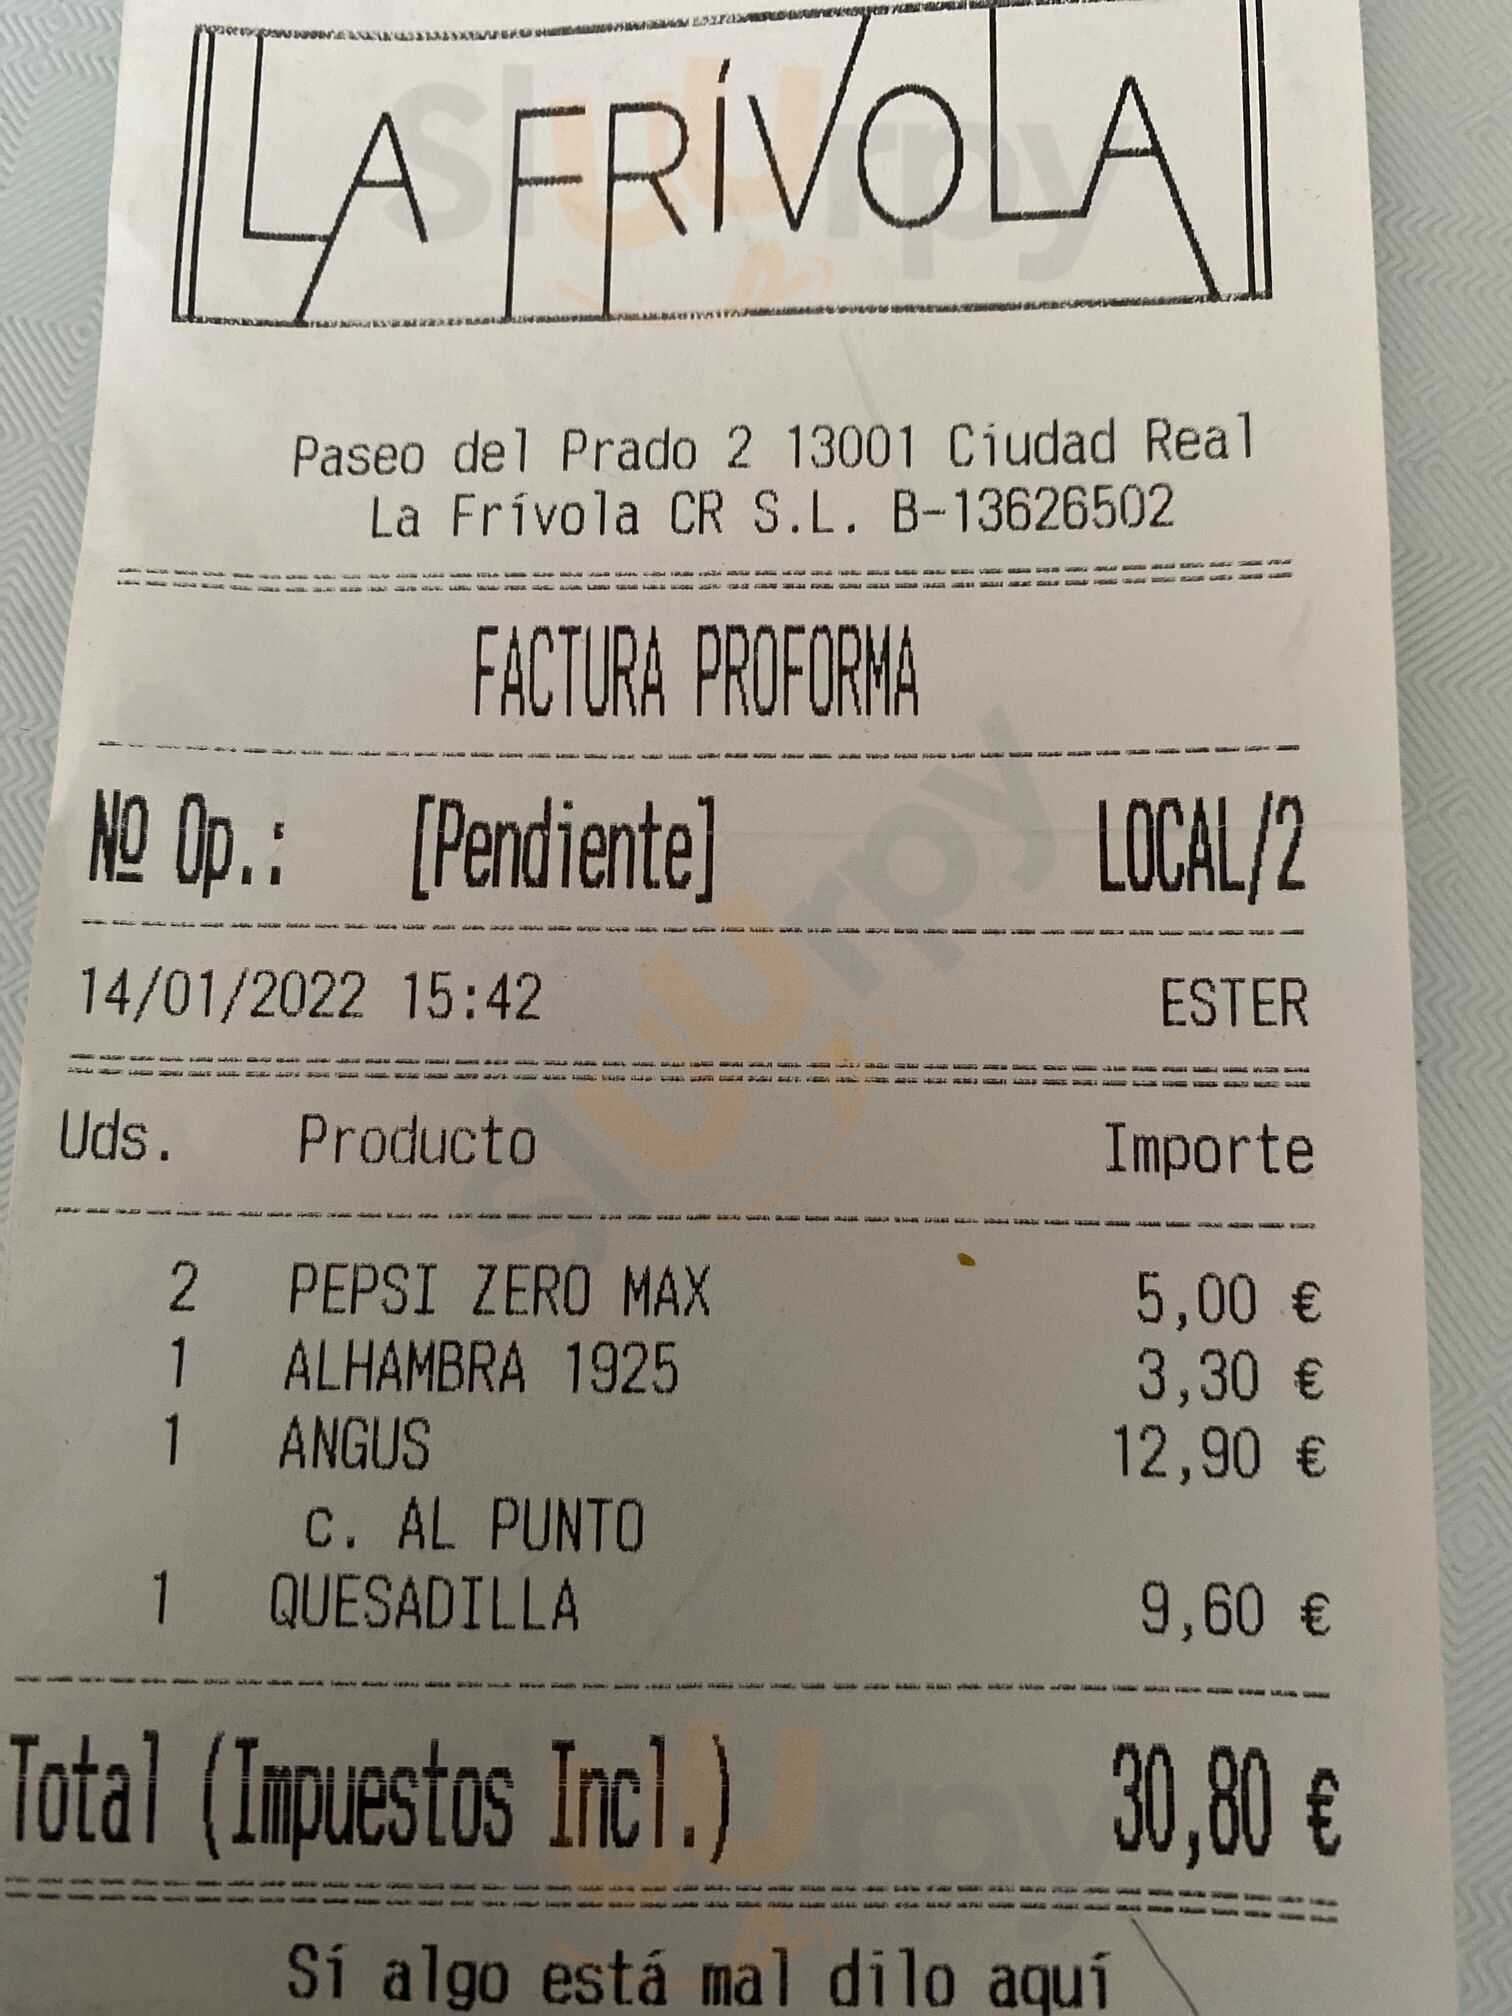 LA FRÍVOLA
Paseo del Prado 2 13001 Ciudad Real
La Frívola CR S.L. B-13626502
FACTURA PROFORMA
Nº Op.: [Pendiente] LOCAL/2
14/01/2022 15:42 ESTER
Uds. Producto Importe
2 PEPSI ZERO MAX 5,00 €
1 ALHAMBRA 1925 3,30 €
1 ANGUS 12,90 €
c. AL PUNTO
1 QUESADILLA 9,60 €
Total (Impuestos Incl.) 30,80 €
Sí algo está mal dilo aquí
Sluurpy
Sluurpy
Sluurpy